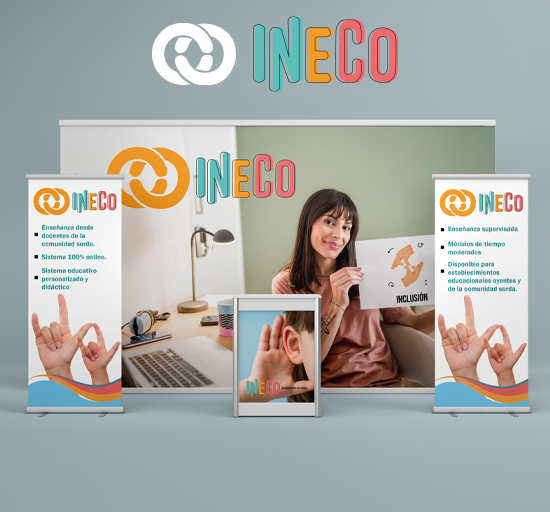 INECO
INECO
INECO
Enseñanza desde
docentes de la
comunidad sorda.
Sistema 100% online.
Sistema educativo
personalizado y
didáctico
INCLUSIÓN
INECO
INECO
Enseñanza supervisada
Módulos de tiempo
moderados
Disponible para
establecimientos
educacionales oyentes y
de la comunidad sorda.